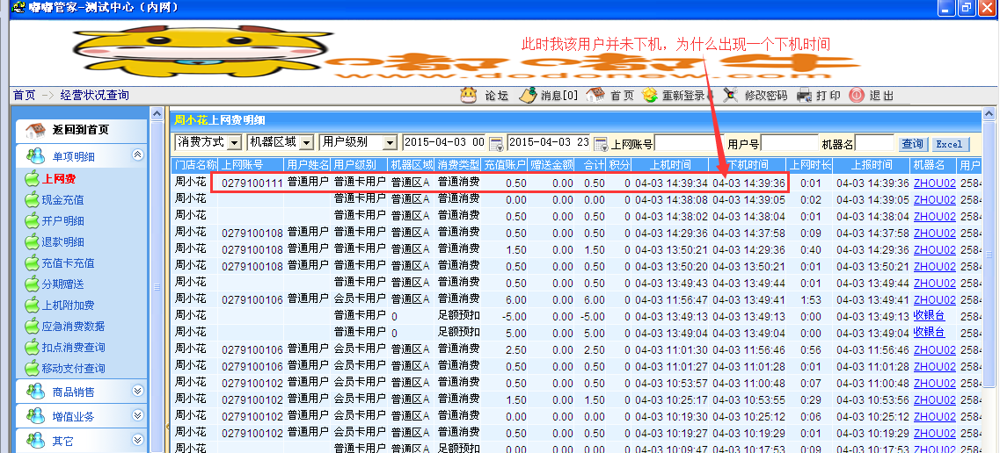 嘟嘟管家-测试中心（内网）
嘟嘟牛
www.dodonew.com
此时我该用户并未下机，为什么出现一个下机时间
首页 -> 经营状况查询
论坛 消息[0] 首页 重新登录 修改密码 打印 退出
返回到首页
单项明细
上网费
现金充值
开户明细
退款明细
充值卡充值
分期赠送
上机附加费
应急消费数据
扣点消费查询
移动支付查询
商品销售
增值业务
其它
周小花上网费明细
消费方式 机器区域 用户级别 2015-04-03 00 2015-04-03 23 上网账号 用户号 机器名 查询 Excel
门店名称 上网账号 用户姓名 用户级别 机器区域 消费类型 充值账户 赠送金额 合计 积分 上机时间 下机时间 上网时长 上报时间 机器名 用户
周小花 0279100111 普通用户 普通卡用户 普通区A 普通消费 0.50 0.00 0.50 0 04-03 14:39:34 04-03 14:39:36 0:01 04-03 14:39:36 ZHOU02 2584
周小花 普通卡用户 普通区A 普通消费 0.00 0.00 0.00 0 04-03 14:38:08 04-03 14:39:05 0:02 04-03 14:39:05 ZHOU02 2584
周小花 普通卡用户 普通区A 普通消费 0.50 0.00 0.50 0 04-03 14:38:02 04-03 14:38:04 0:01 04-03 14:38:04 ZHOU02 2584
周小花 0279100108 普通用户 普通卡用户 普通区A 普通消费 0.50 0.00 0.50 0 04-03 14:29:36 04-03 14:37:58 0:09 04-03 14:37:58 ZHOU02 2584
周小花 0279100108 普通用户 普通卡用户 普通区A 普通消费 1.50 0.00 1.50 0 04-03 13:50:21 04-03 14:29:36 0:40 04-03 14:29:36 ZHOU02 2584
周小花 0279100108 普通用户 普通卡用户 普通区A 普通消费 0.50 0.00 0.50 0 04-03 13:50:20 04-03 13:50:21 0:01 04-03 13:50:21 ZHOU02 2584
周小花 普通卡用户 普通区A 普通消费 0.50 0.00 0.50 0 04-03 13:49:43 04-03 13:49:44 0:01 04-03 13:49:44 ZHOU02 2584
周小花 0279100106 普通用户 会员卡用户 普通区A 普通消费 6.00 0.00 6.00 0 04-03 11:56:47 04-03 13:49:41 1:53 04-03 13:49:41 ZHOU02 2584
周小花 普通卡用户 0 足额预扣 -5.00 0.00 -5.00 0 04-03 13:49:13 04-03 13:49:13 0:00 04-03 13:49:13 收银台 2584
周小花 普通卡用户 0 足额预扣 5.00 0.00 5.00 0 04-03 13:49:04 04-03 13:49:04 0:00 04-03 13:49:04 收银台 2584
周小花 0279100106 普通用户 会员卡用户 普通区A 普通消费 2.50 0.00 2.50 0 04-03 11:01:30 04-03 11:56:46 0:56 04-03 11:56:46 ZHOU02 2584
周小花 0279100106 普通用户 会员卡用户 普通区A 普通消费 0.50 0.00 0.50 0 04-03 11:01:27 04-03 11:01:28 0:01 04-03 11:01:28 ZHOU02 2584
周小花 0279100102 普通用户 会员卡用户 普通区A 普通消费 0.50 0.00 0.50 0 04-03 10:53:57 04-03 11:00:48 0:07 04-03 11:00:48 ZHOU02 2584
周小花 0279100102 普通用户 会员卡用户 普通区A 普通消费 1.50 0.00 1.50 0 04-03 10:25:17 04-03 10:53:55 0:29 04-03 10:53:56 ZHOU02 2584
周小花 0279100102 普通用户 会员卡用户 普通区A 普通消费 0.00 0.00 0.00 0 04-03 10:19:30 04-03 10:25:12 0:06 04-03 10:25:12 ZHOU02 2584
周小花 0279100102 普通用户 会员卡用户 普通区A 普通消费 0.50 0.00 0.50 0 04-03 10:19:27 04-03 10:19:29 0:01 04-03 10:19:29 ZHOU02 2584
周小花 普通卡用户 普通区A 普通消费 0.50 0.00 0.50 0 04-03 10:09:47 04-03 10:17:53 0:09 04-03 10:17:53 ZHOU02 2584